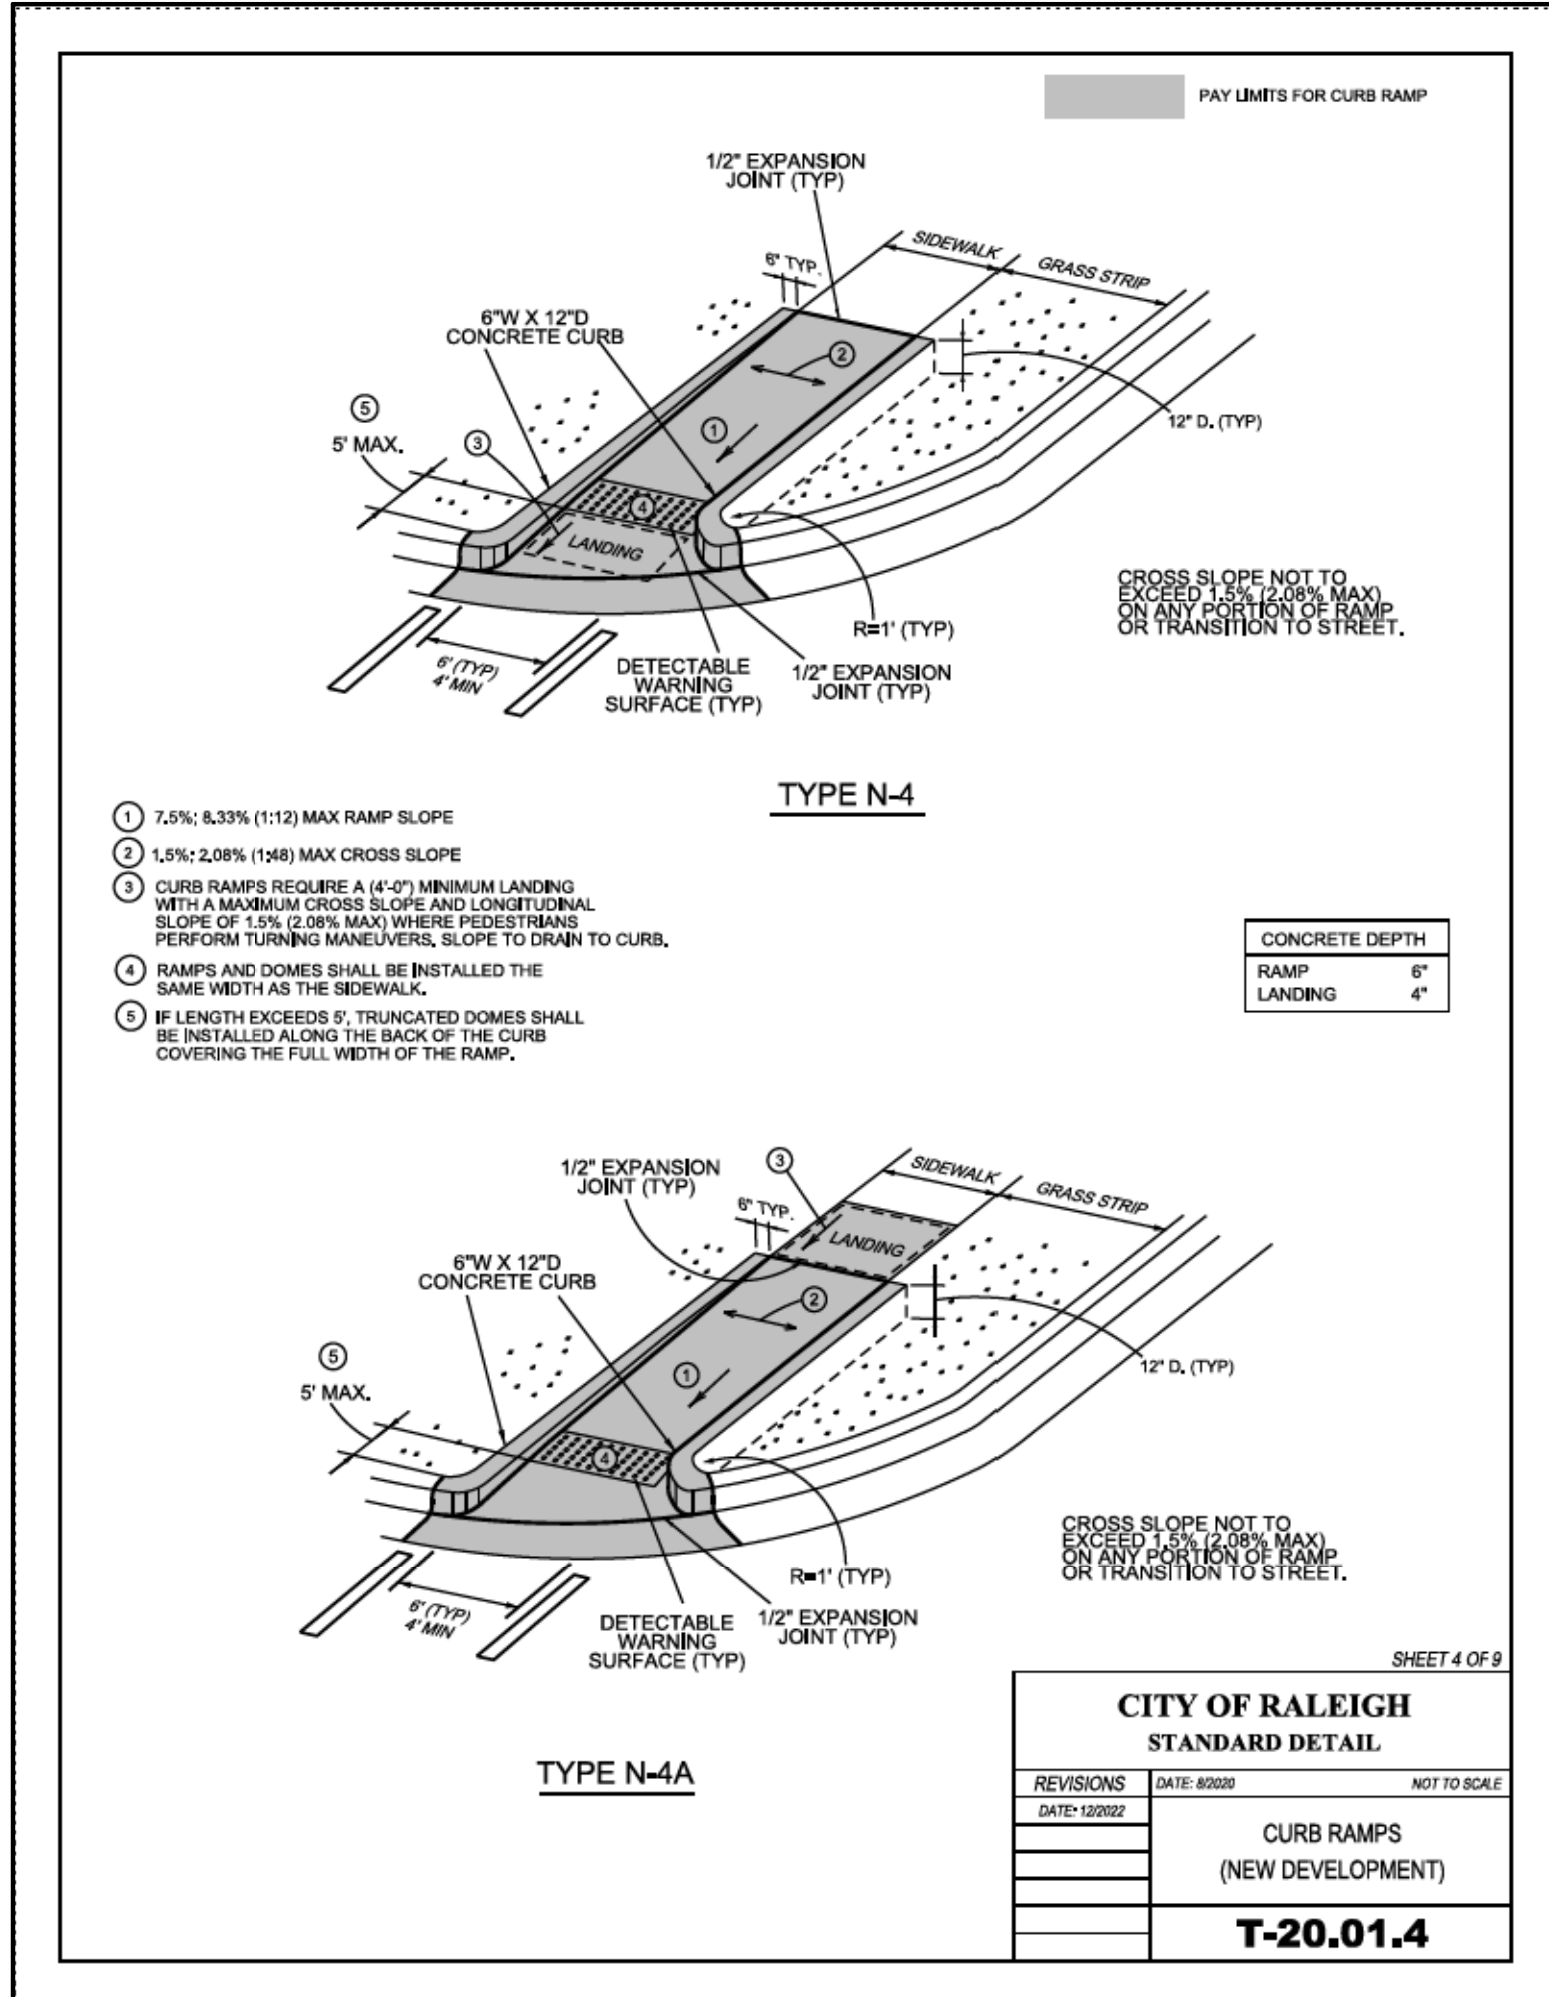 PAY LIMITS FOR CURB RAMP
1/2" EXPANSION
JOINT (TYP)
SIDEWALK
GRASS STRIP
6" TYP.
6"W X 12"D
CONCRETE CURB
2
5
5' MAX.
3
1
12" D. (TYP)
4
LANDING
CROSS SLOPE NOT TO
EXCEED 1.5% (2.08% MAX)
ON ANY PORTION OF RAMP
OR TRANSITION TO STREET.
R=1' (TYP)
6' (TYP)
4' MIN
DETECTABLE
WARNING
SURFACE (TYP)
1/2" EXPANSION
JOINT (TYP)
TYPE N-4
1 7.5%; 8.33% (1:12) MAX RAMP SLOPE
2 1.5%; 2.08% (1:48) MAX CROSS SLOPE
3 CURB RAMPS REQUIRE A (4'-0") MINIMUM LANDING
WITH A MAXIMUM CROSS SLOPE AND LONGITUDINAL
SLOPE OF 1.5% (2.08% MAX) WHERE PEDESTRIANS
PERFORM TURNING MANEUVERS. SLOPE TO DRAIN TO CURB.
4 RAMPS AND DOMES SHALL BE INSTALLED THE
SAME WIDTH AS THE SIDEWALK.
5 IF LENGTH EXCEEDS 5', TRUNCATED DOMES SHALL
BE INSTALLED ALONG THE BACK OF THE CURB
COVERING THE FULL WIDTH OF THE RAMP.
CONCRETE DEPTH
RAMP 6"
LANDING 4"
1/2" EXPANSION
JOINT (TYP)
3
SIDEWALK
GRASS STRIP
6" TYP.
LANDING
6"W X 12"D
CONCRETE CURB
2
5
5' MAX.
1
12" D. (TYP)
4
CROSS SLOPE NOT TO
EXCEED 1.5% (2.08% MAX)
ON ANY PORTION OF RAMP
OR TRANSITION TO STREET.
R=1' (TYP)
6' (TYP)
4' MIN
DETECTABLE
WARNING
SURFACE (TYP)
1/2" EXPANSION
JOINT (TYP)
TYPE N-4A
SHEET 4 OF 9
CITY OF RALEIGH
STANDARD DETAIL
REVISIONS
DATE: 8/2020
NOT TO SCALE
DATE: 12/2022
CURB RAMPS
(NEW DEVELOPMENT)
T-20.01.4